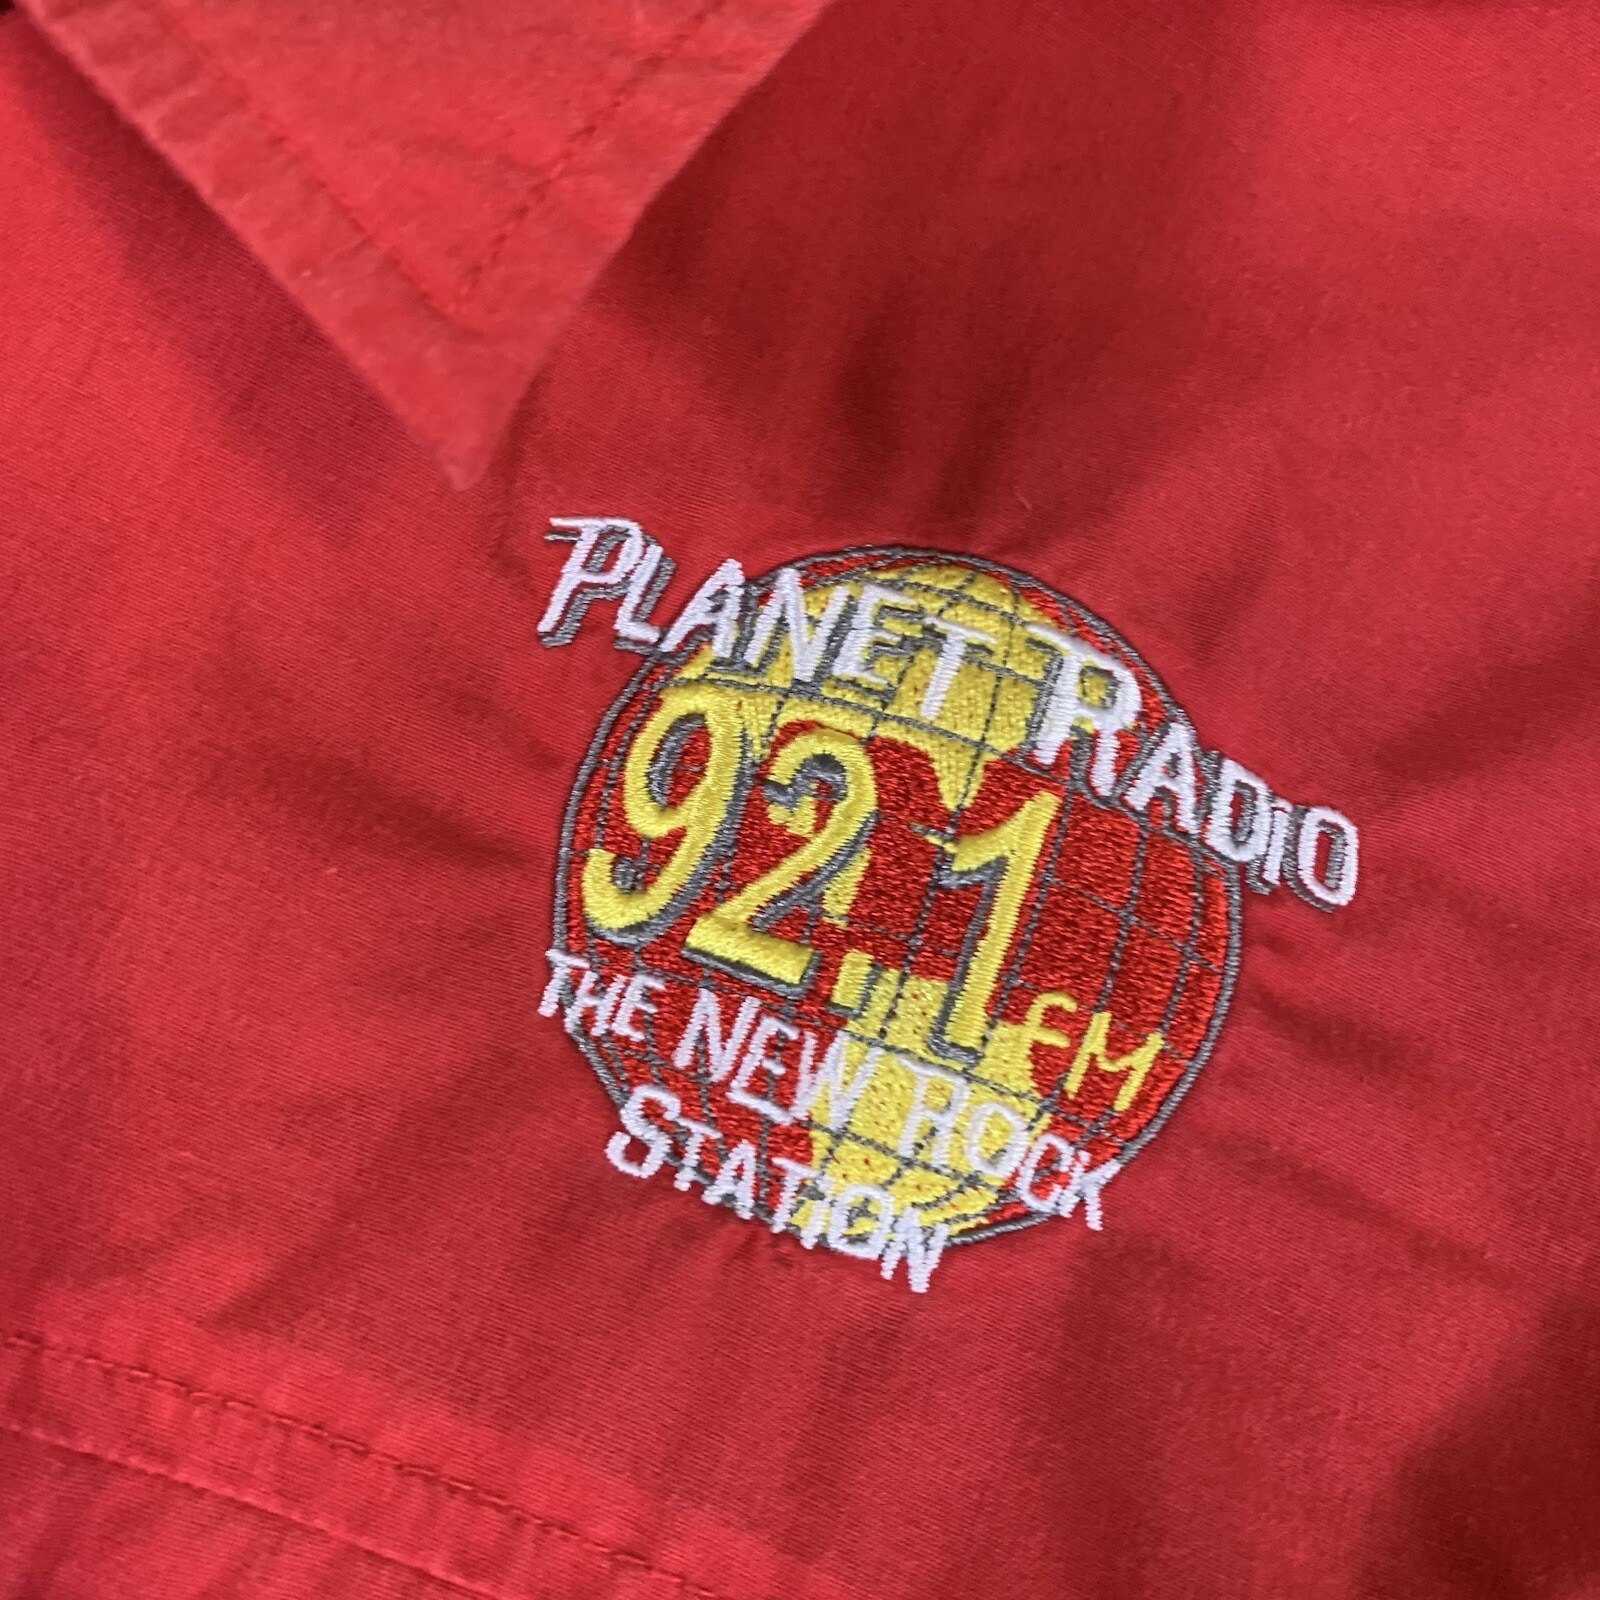 PLANET RADiO
92.1 FM
THE NEW ROCK
STATiON